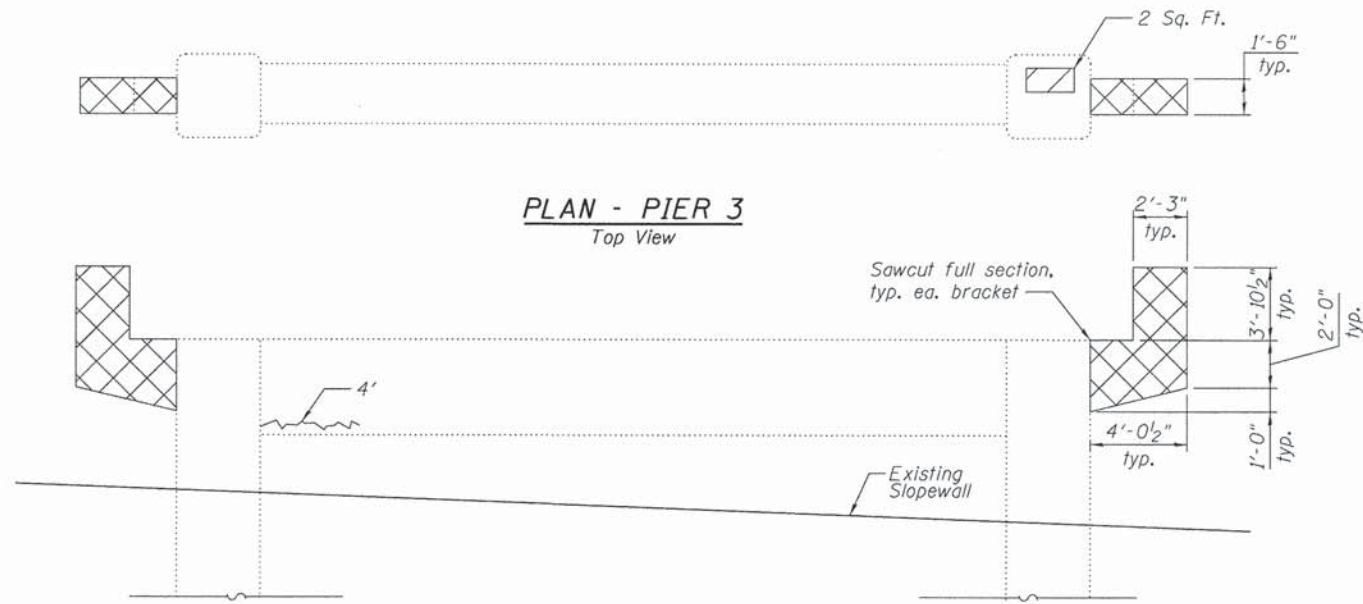 2 Sq. Ft.
1'-6"
typ.
PLAN - PIER 3
Top View
2'-3"
typ.
Sawcut full section,
typ. ea. bracket
3'-10½"
typ.
2'-0"
typ.
4'
4'-0½"
typ.
1'-0"
typ.
Existing
Slopewall